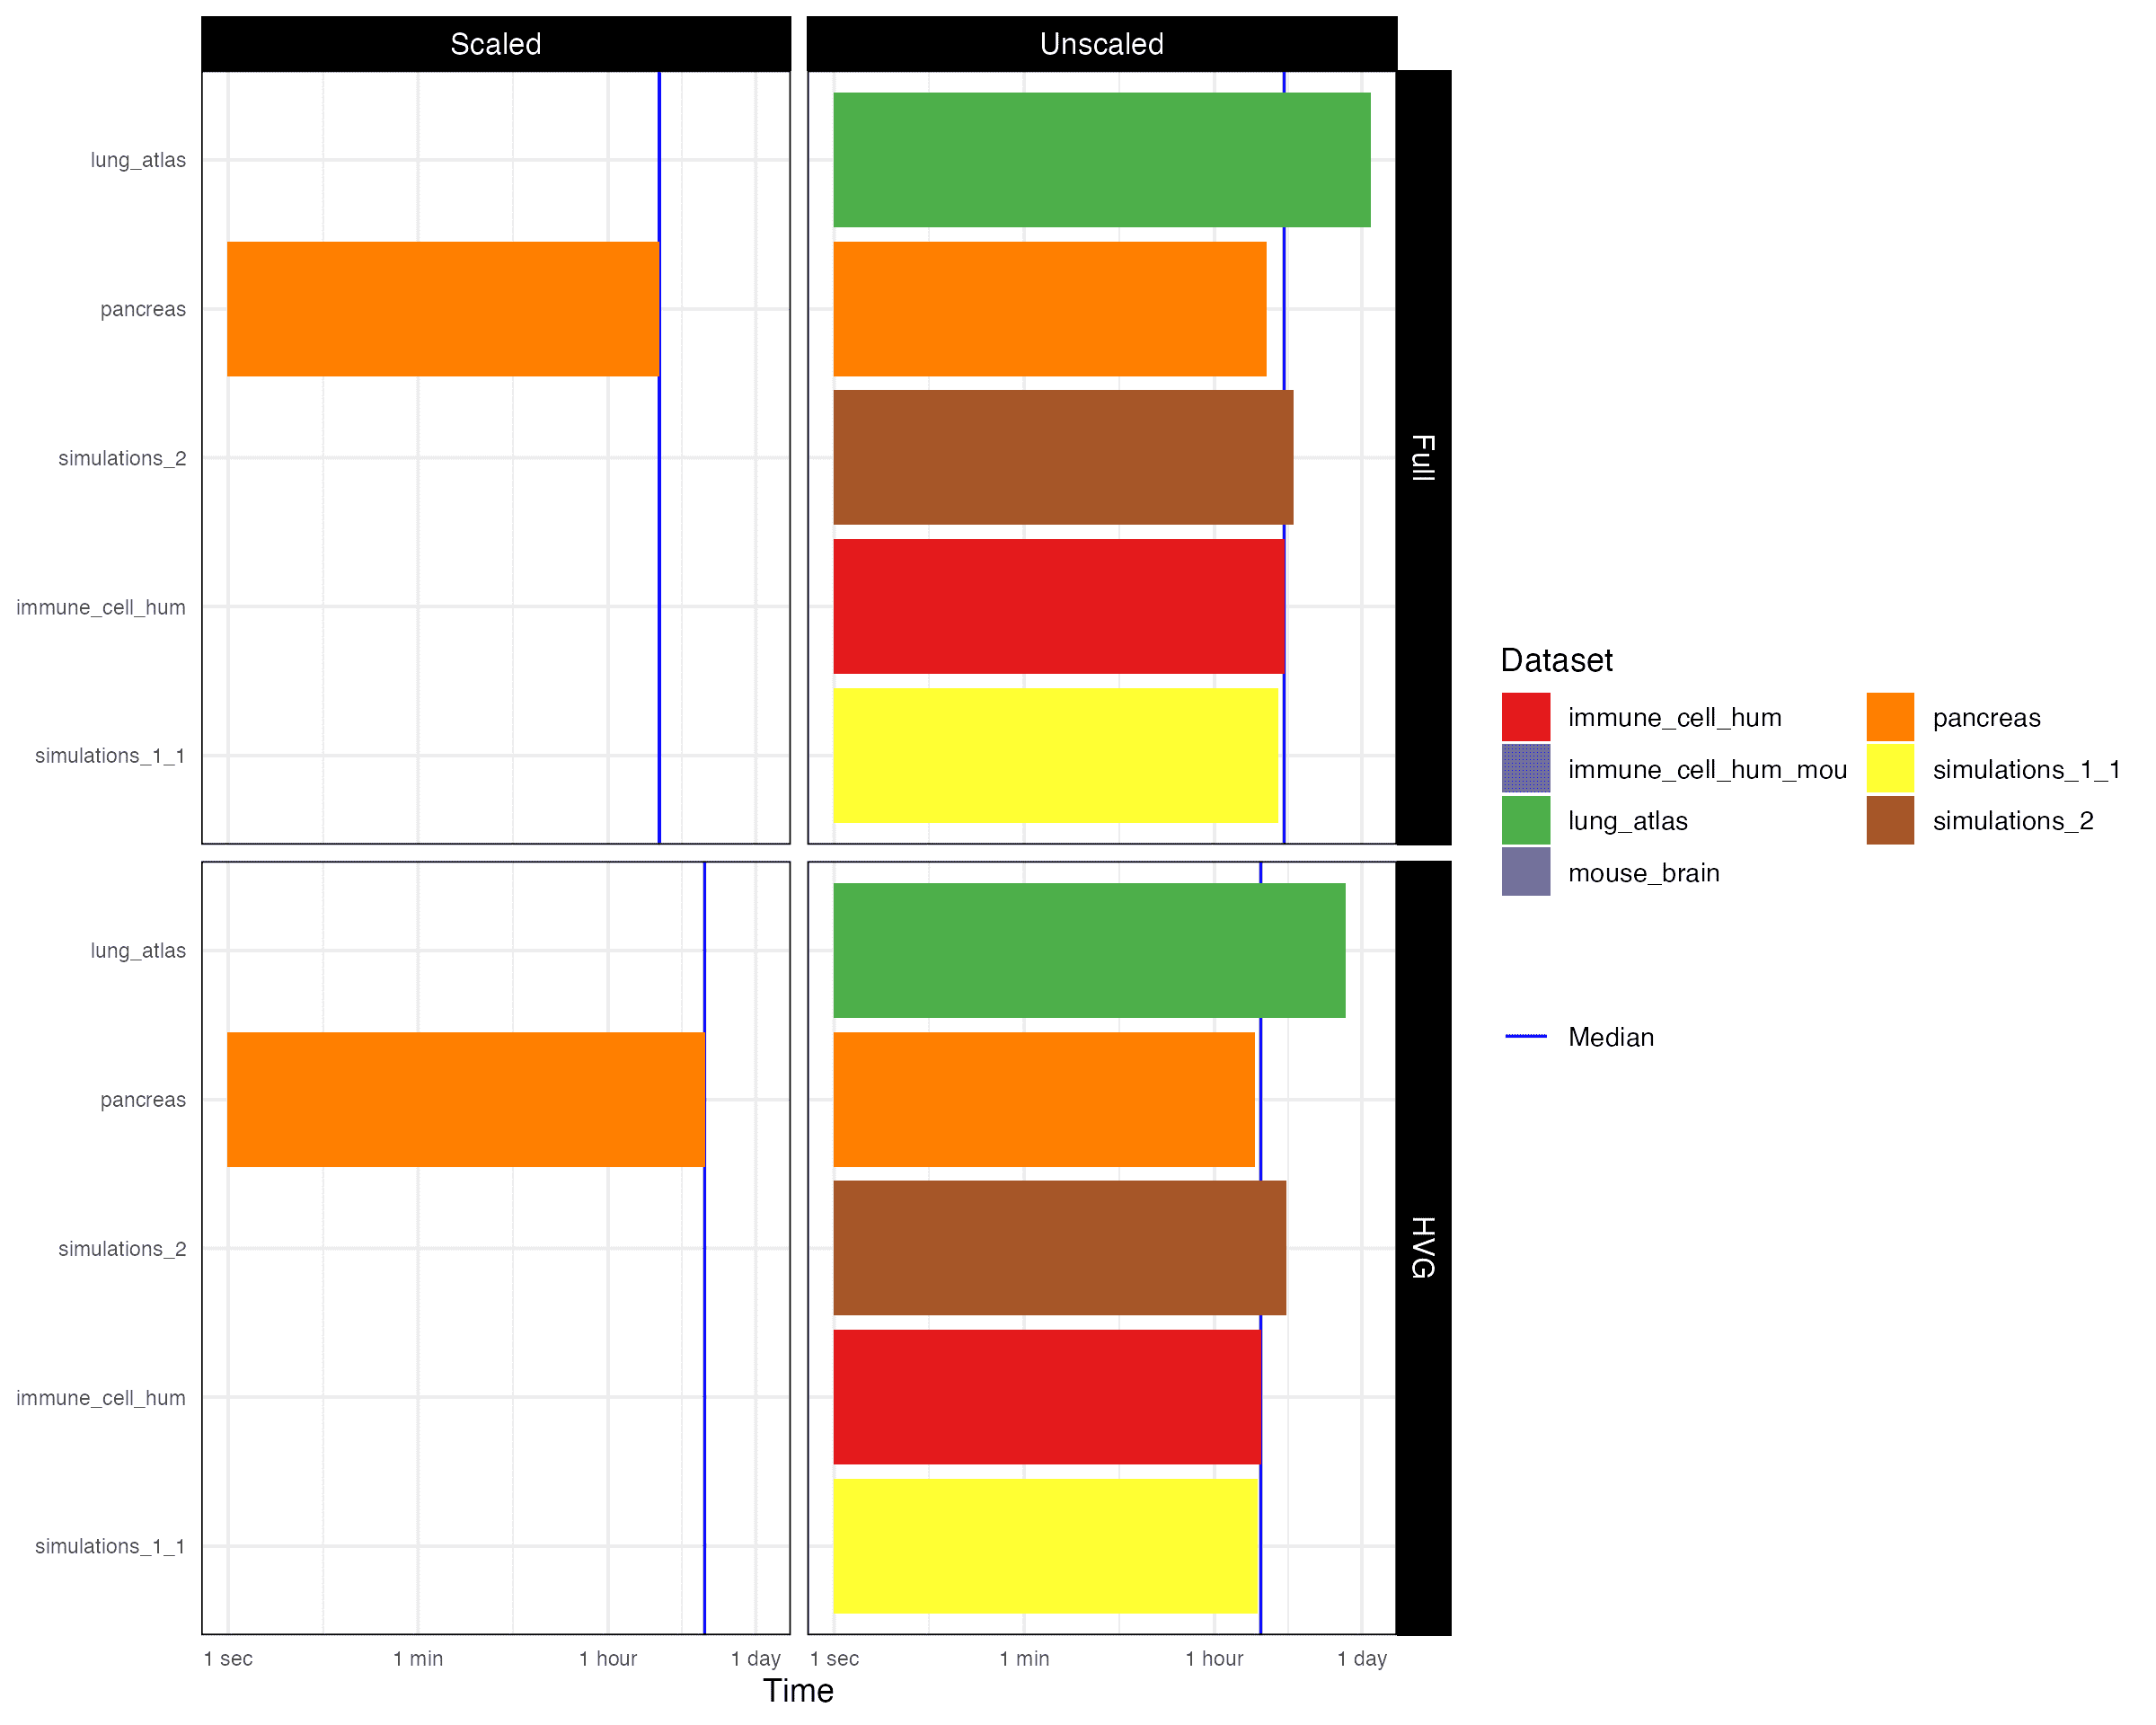 Scaled
Unscaled
lung_atlas
pancreas
simulations_2
immune_cell_hum
simulations_1_1
Full
lung_atlas
pancreas
simulations_2
immune_cell_hum
simulations_1_1
HVG
1 sec
1 min
1 hour
1 day
1 sec
1 min
1 hour
1 day
Time
Dataset
immune_cell_hum
immune_cell_hum_mou
lung_atlas
mouse_brain
pancreas
simulations_1_1
simulations_2
Median